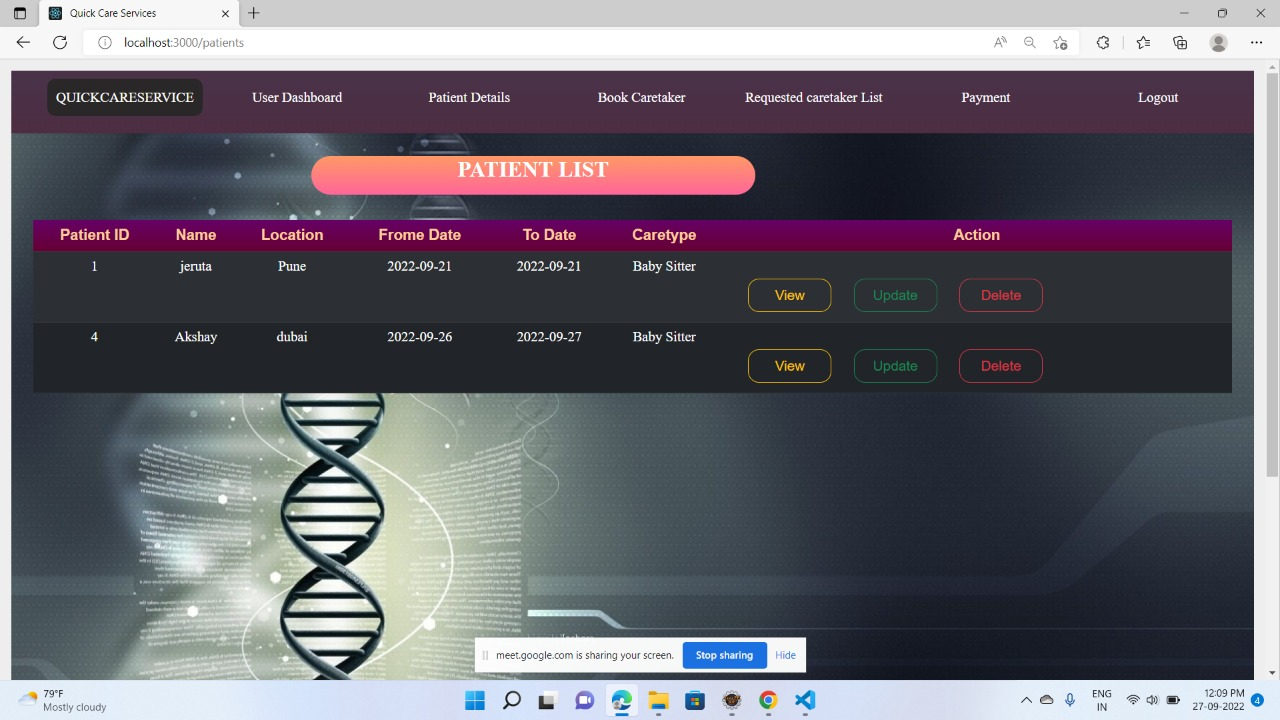 Quick Care Services
localhost:3000/patients
QUICKCARESERVICE User Dashboard Patient Details Book Caretaker Requested caretaker List Payment Logout
PATIENT LIST
Patient ID Name Location Frome Date To Date Caretype Action
1 jeruta Pune 2022-09-21 2022-09-21 Baby Sitter
View Update Delete
4 Akshay dubai 2022-09-26 2022-09-27 Baby Sitter
View Update Delete
meet.google.com is sharing your screen. Stop sharing Hide
79°F
Mostly cloudy
ENG
IN
12:09 PM
27-09-2022
4